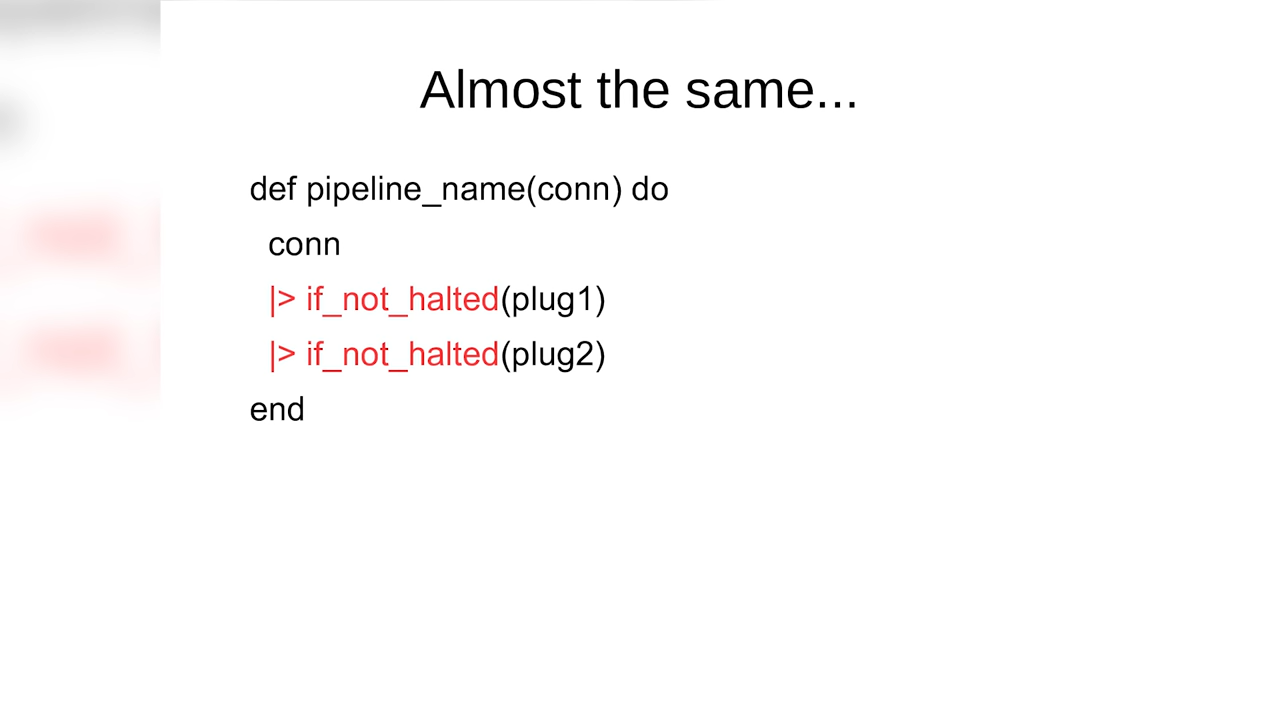 Almost the same...
def pipeline_name(conn) do
conn
|> if_not_halted(plug1)
|> if_not_halted(plug2)
end